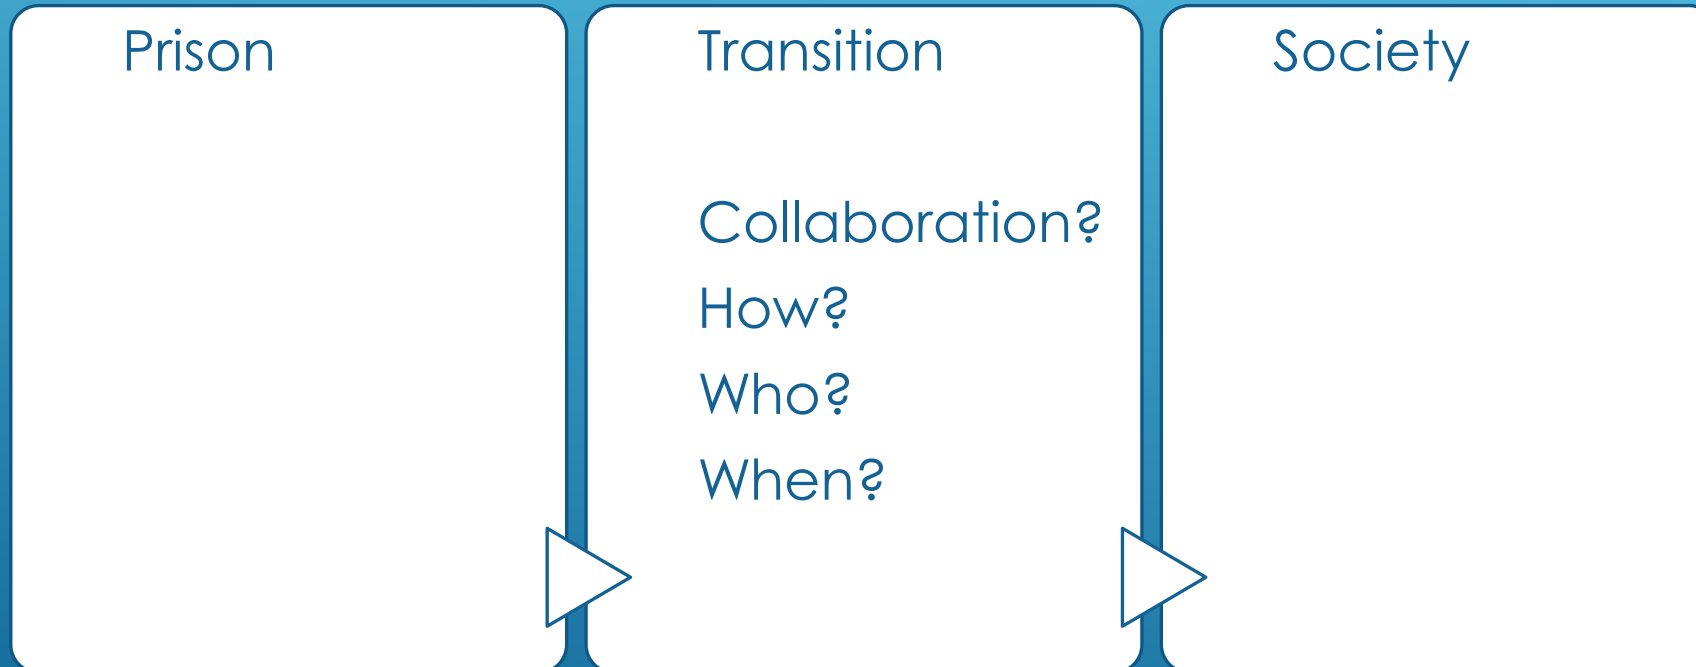 Prison
Transition
Collaboration?
How?
Who?
When?
Society